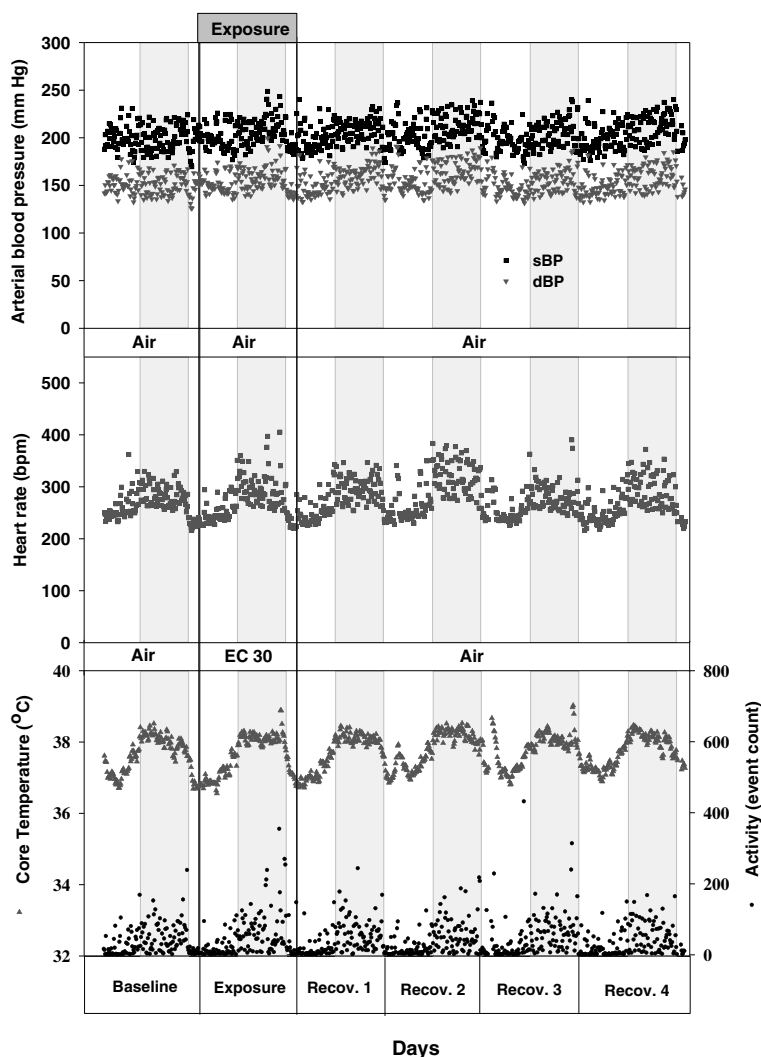 Exposure
Arterial blood pressure (mm Hg)
300
250
200
150
100
50
0
sBP
dBP
Air Air Air
Heart rate (bpm)
500
400
300
200
100
0
Air EC 30 Air
Core Temperature (°C)
40
38
36
34
32
Activity (event count)
800
600
400
200
0
Baseline Exposure Recov. 1 Recov. 2 Recov. 3 Recov. 4
Days